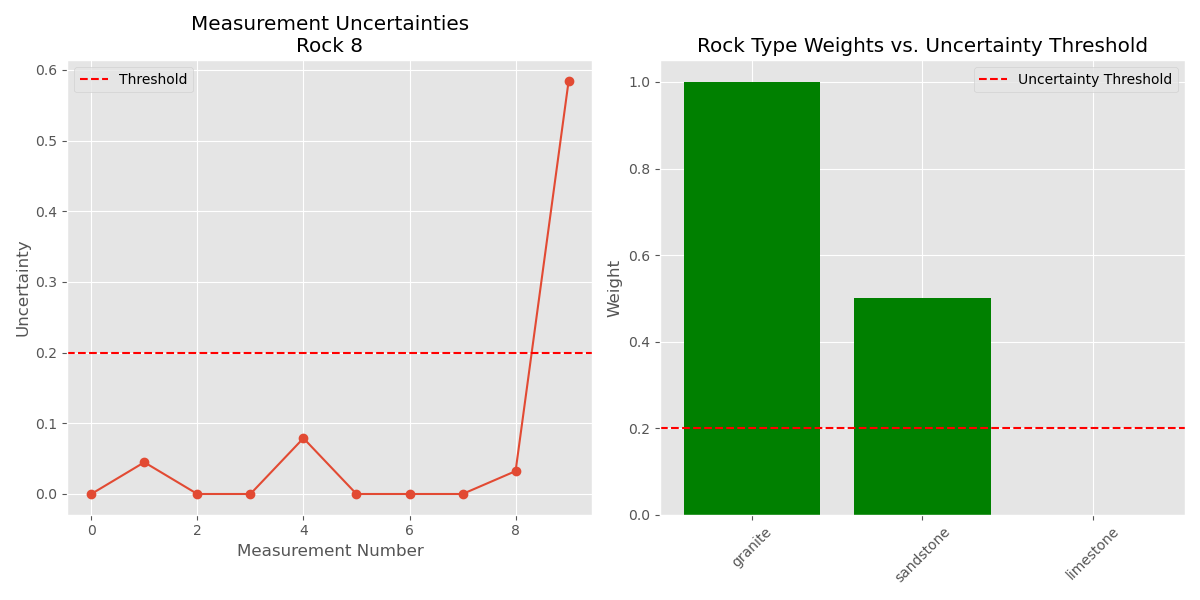 Measurement Uncertainties
Rock 8
Threshold
0.6
0.5
0.4
0.3
0.2
0.1
0.0
Uncertainty
0 2 4 6 8
Measurement Number
Rock Type Weights vs. Uncertainty Threshold
Uncertainty Threshold
1.0
0.8
0.6
0.4
0.2
0.0
Weight
granite sandstone limestone